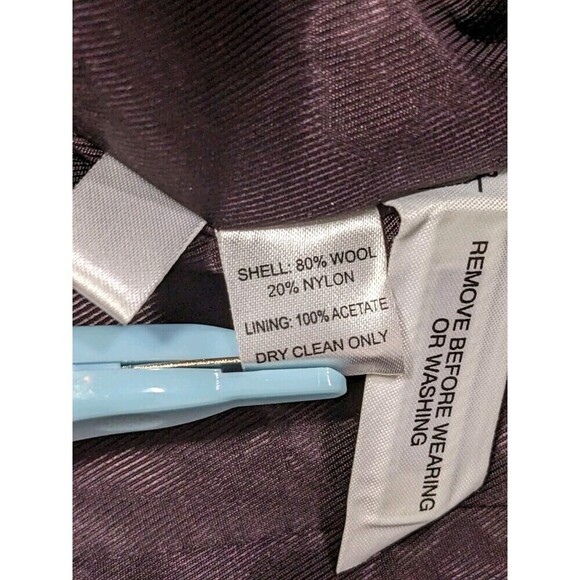 SHELL: 80% WOOL
20% NYLON
LINING: 100% ACETATE
DRY CLEAN ONLY
REMOVE BEFORE WEARING
OR WASHING